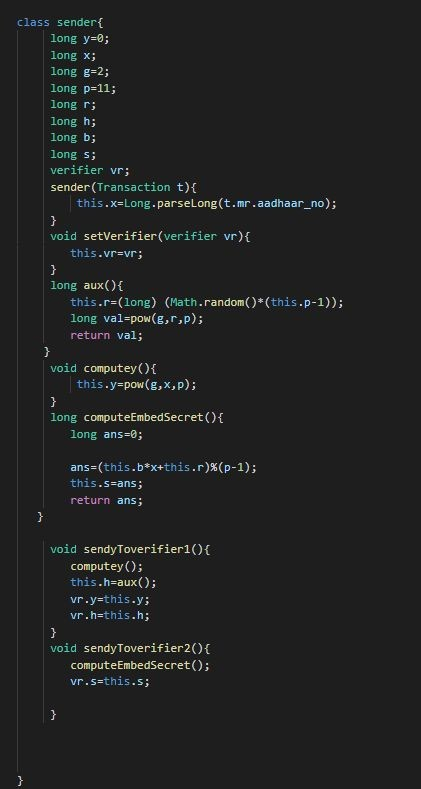 class sender{
long y=0;
long x;
long g=2;
long p=11;
long r;
long h;
long b;
long s;
verifier vr;
sender(Transaction t){
this.x=Long.parseLong(t.mr.aadhaar_no);
}
void setVerifier(verifier vr){
this.vr=vr;
}
long aux(){
this.r=(long) (Math.random()*(this.p-1));
long val=pow(g,r,p);
return val;
}
void computey(){
this.y=pow(g,x,p);
}
long computeEmbedSecret(){
long ans=0;
ans=(this.b*x+this.r)%(p-1);
this.s=ans;
return ans;
}
void sendyToverifier1(){
computey();
this.h=aux();
vr.y=this.y;
vr.h=this.h;
}
void sendyToverifier2(){
computeEmbedSecret();
vr.s=this.s;
}
}